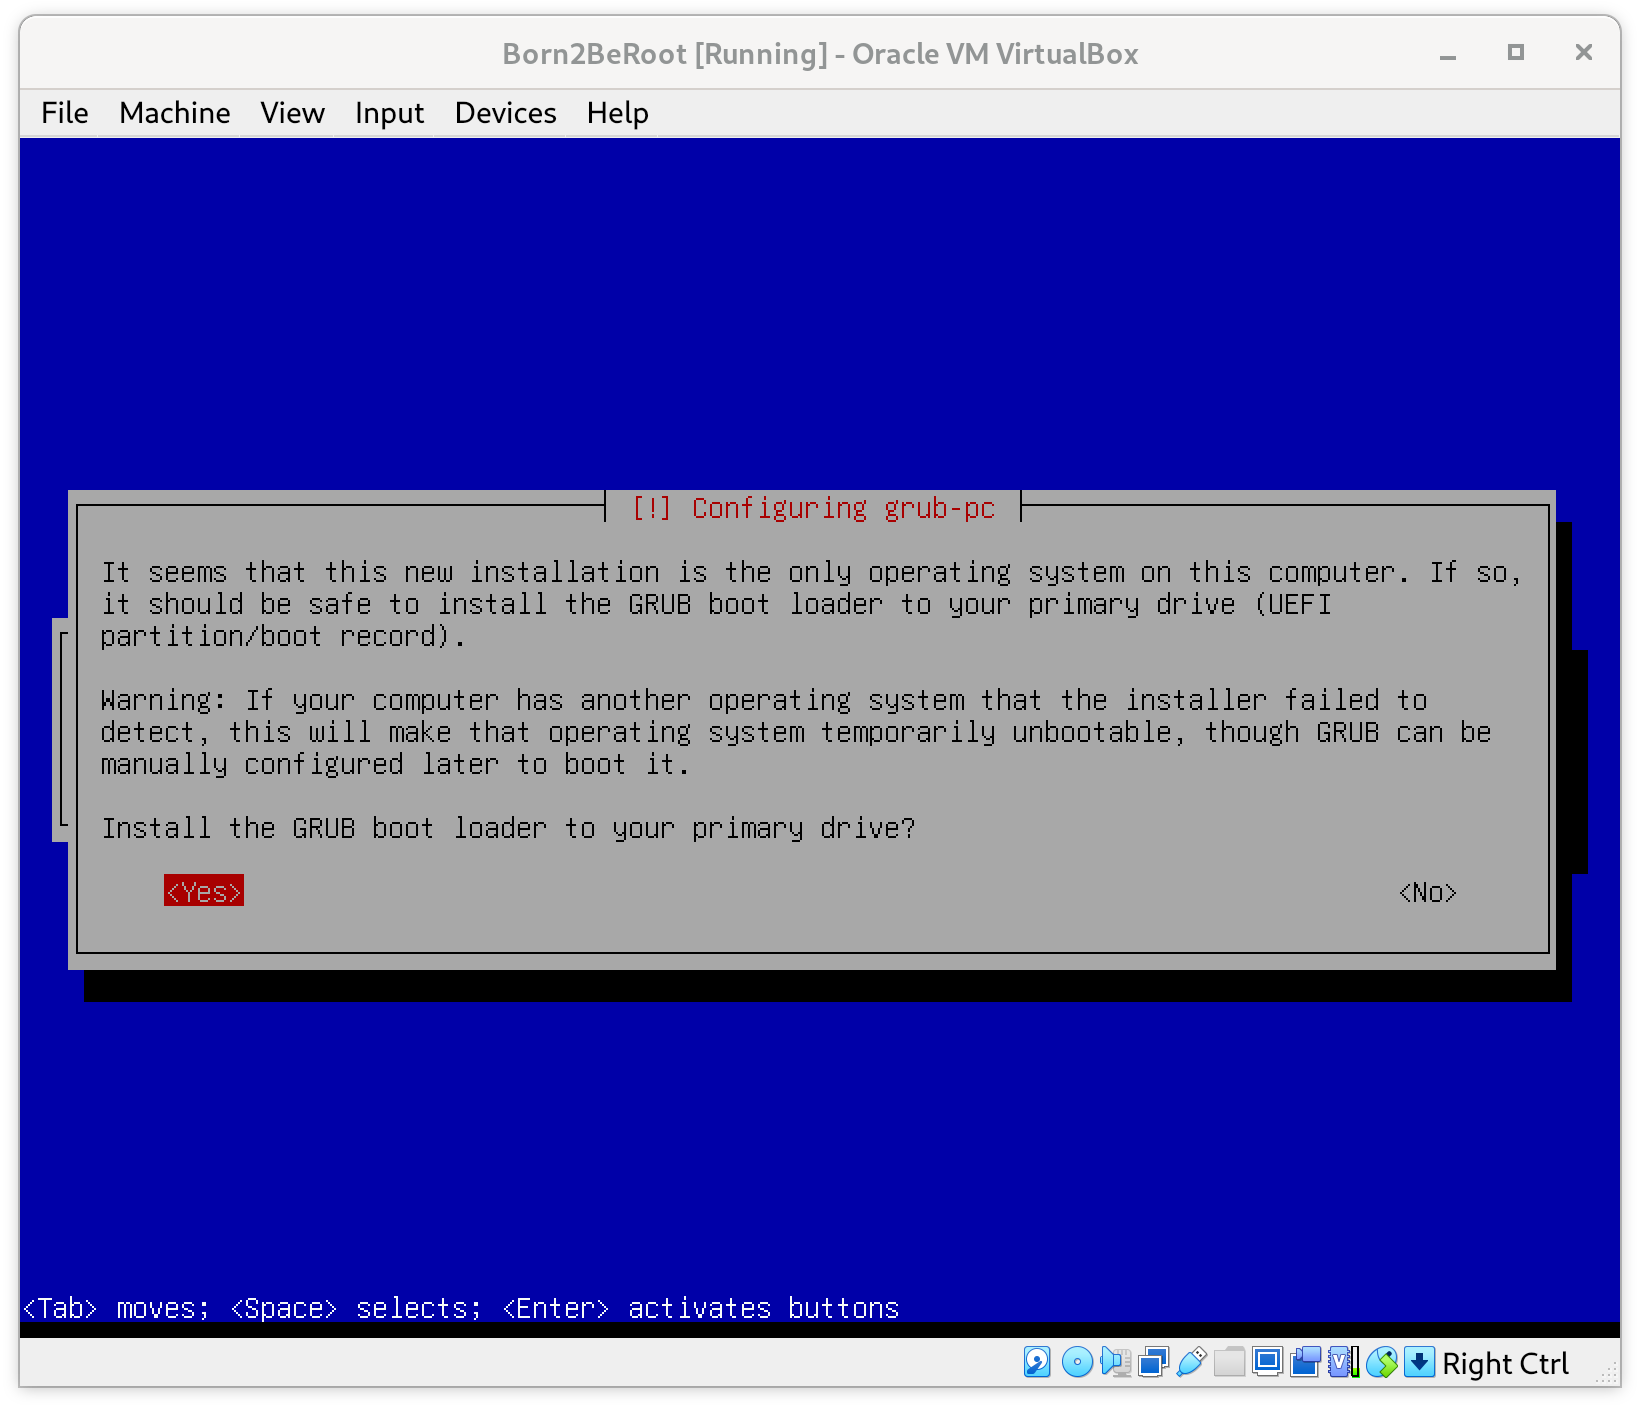 Born2BeRoot [Running] - Oracle VM VirtualBox
File Machine View Input Devices Help
[!] Configuring grub-pc
It seems that this new installation is the only operating system on this computer. If so,
it should be safe to install the GRUB boot loader to your primary drive (UEFI
partition/boot record).
Warning: If your computer has another operating system that the installer failed to
detect, this will make that operating system temporarily unbootable, though GRUB can be
manually configured later to boot it.
Install the GRUB boot loader to your primary drive?
<Yes> <No>
<Tab> moves; <Space> selects; <Enter> activates buttons
Right Ctrl